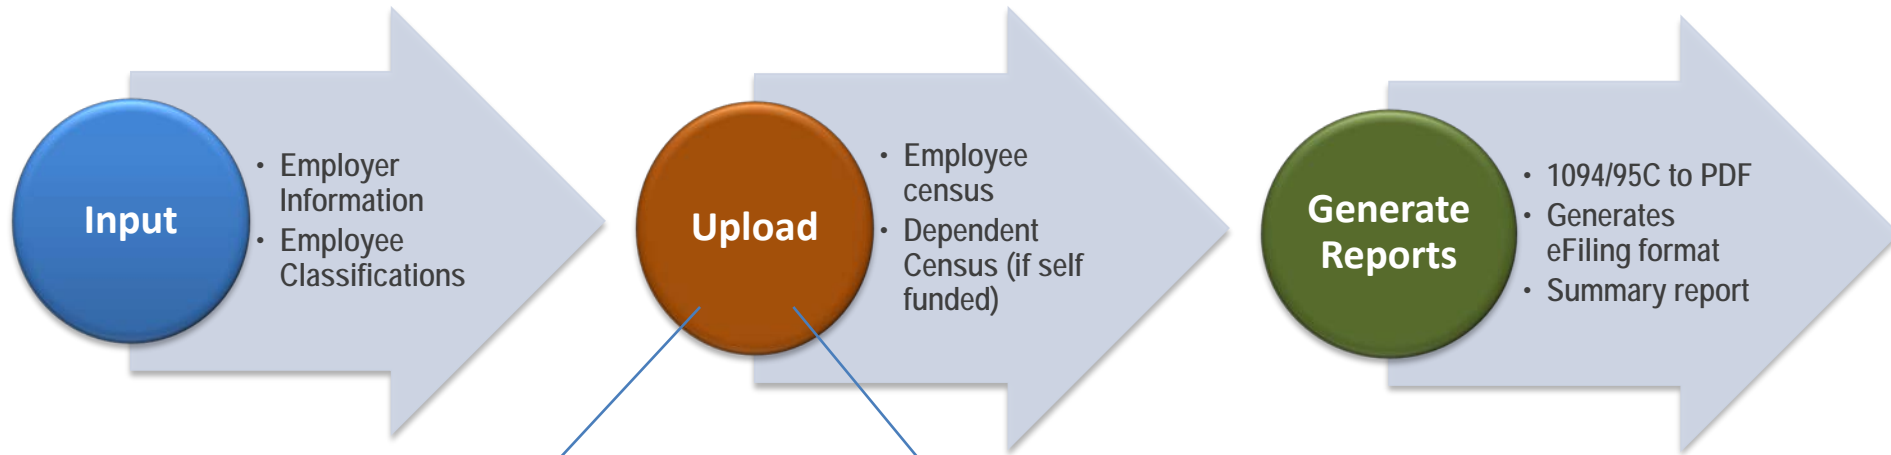 Input
• Employer
Information
• Employee
Classifications
Upload
• Employee
census
• Dependent
Census (if self
funded)
Generate
Reports
• 1094/95C to PDF
• Generates
eFiling format
• Summary report